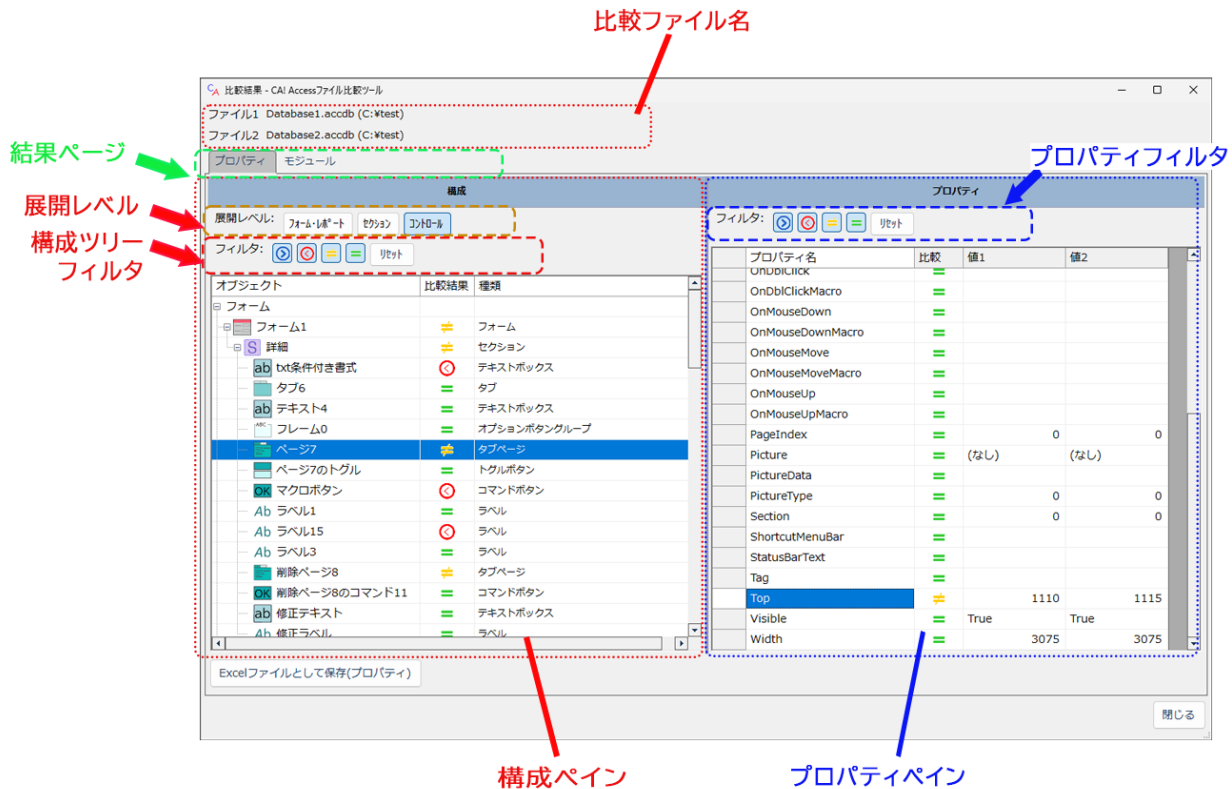 比較ファイル名
比較結果 - CA! Accessファイル比較ツール
ファイル1 Database1.accdb (C:¥test)
ファイル2 Database2.accdb (C:¥test)
結果ページ
プロパティ モジュール
プロパティフィルタ
構成
プロパティ
展開レベル
展開レベル: フォーム・レポート セクション コントロール
フィルタ: リセット
構成ツリー
フィルタ
フィルタ: リセット
オブジェクト 比較結果 種類
フォーム
フォーム1 ≠ フォーム
S 詳細 ≠ セクション
ab txt条件付き書式 < テキストボックス
タブ6 = タブ
ab テキスト4 = テキストボックス
ABC フレーム0 = オプションボタングループ
ページ7 ≠ タブページ
ページ7のトグル = トグルボタン
OK マクロボタン < コマンドボタン
Ab ラベル1 = ラベル
Ab ラベル15 < ラベル
Ab ラベル3 = ラベル
削除ページ8 ≠ タブページ
OK 削除ページ8のコマンド11 = コマンドボタン
ab 修正テキスト = テキストボックス
Ab 修正ラベル = ラベル
プロパティ名 比較 値1 値2
OnDblClick =
OnDblClickMacro =
OnMouseDown =
OnMouseDownMacro =
OnMouseMove =
OnMouseMoveMacro =
OnMouseUp =
OnMouseUpMacro =
PageIndex = 0 0
Picture = (なし) (なし)
PictureData =
PictureType = 0 0
Section = 0 0
ShortcutMenuBar =
StatusBarText =
Tag =
Top ≠ 1110 1115
Visible = True True
Width = 3075 3075
Excelファイルとして保存(プロパティ)
閉じる
構成ペイン
プロパティペイン